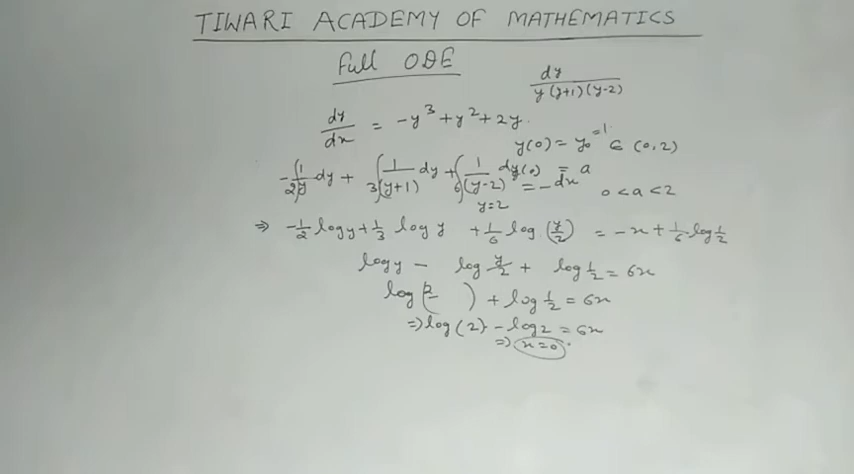 TIWARI ACADEMY OF MATHEMATICS
Full ODE
dy / y(y+1)(y-2)
dy/dx = -y³ + y² + 2y.
y(0) = y₀ =1 ∈ (0,2)
-∫1/2y dy + ∫1/3(y+1) dy + ∫1/6(y-2) dy = -dx
y(0) = a
0<a<2
y=2
⇒ -1/2 log y + 1/3 log y + 1/6 log (y/2) = -x + 1/6 log 1/2
log y - log y/2 + log 1/2 = 6x
log ( ) + log 1/2 = 6x
⇒ log (2) - log 2 = 6x
⇒ x=0.